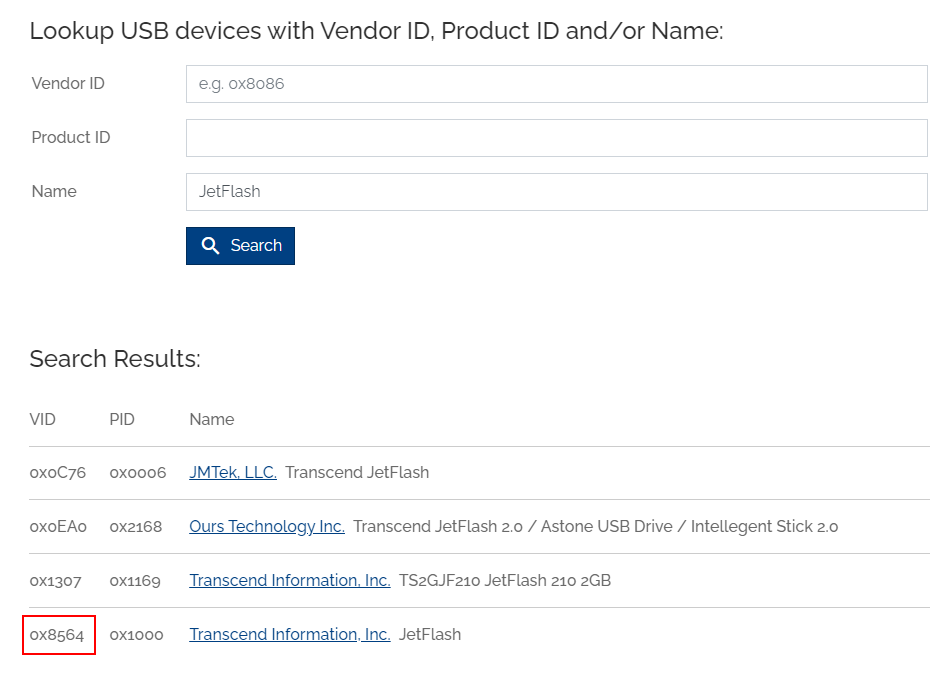 Lookup USB devices with Vendor ID, Product ID and/or Name:
Vendor ID e.g. 0x8086
Product ID
Name JetFlash
Search
Search Results:
VID PID Name
0x0C76 0x0006 JMTek, LLC. Transcend JetFlash
0x0EA0 0x2168 Ours Technology Inc. Transcend JetFlash 2.0 / Astone USB Drive / Intellegent Stick 2.0
0x1307 0x1169 Transcend Information, Inc. TS2GJF210 JetFlash 210 2GB
0x8564 0x1000 Transcend Information, Inc. JetFlash